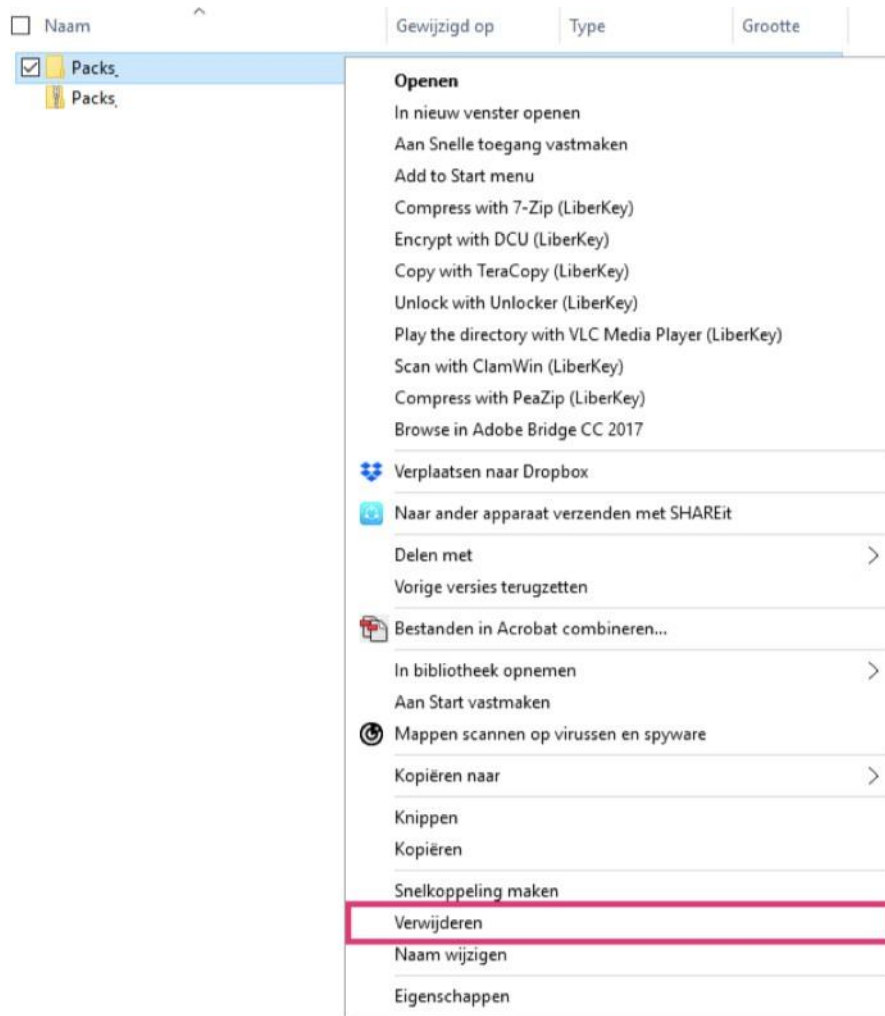 Naam Gewijzigd op Type Grootte
Packs
Packs
Openen
In nieuw venster openen
Aan Snelle toegang vastmaken
Add to Start menu
Compress with 7-Zip (LiberKey)
Encrypt with DCU (LiberKey)
Copy with TeraCopy (LiberKey)
Unlock with Unlocker (LiberKey)
Play the directory with VLC Media Player (LiberKey)
Scan with ClamWin (LiberKey)
Compress with PeaZip (LiberKey)
Browse in Adobe Bridge CC 2017
Verplaatsen naar Dropbox
Naar ander apparaat verzenden met SHAREit
Delen met
Vorige versies terugzetten
Bestanden in Acrobat combineren...
In bibliotheek opnemen
Aan Start vastmaken
Mappen scannen op virussen en spyware
Kopiëren naar
Knippen
Kopiëren
Snelkoppeling maken
Verwijderen
Naam wijzigen
Eigenschappen